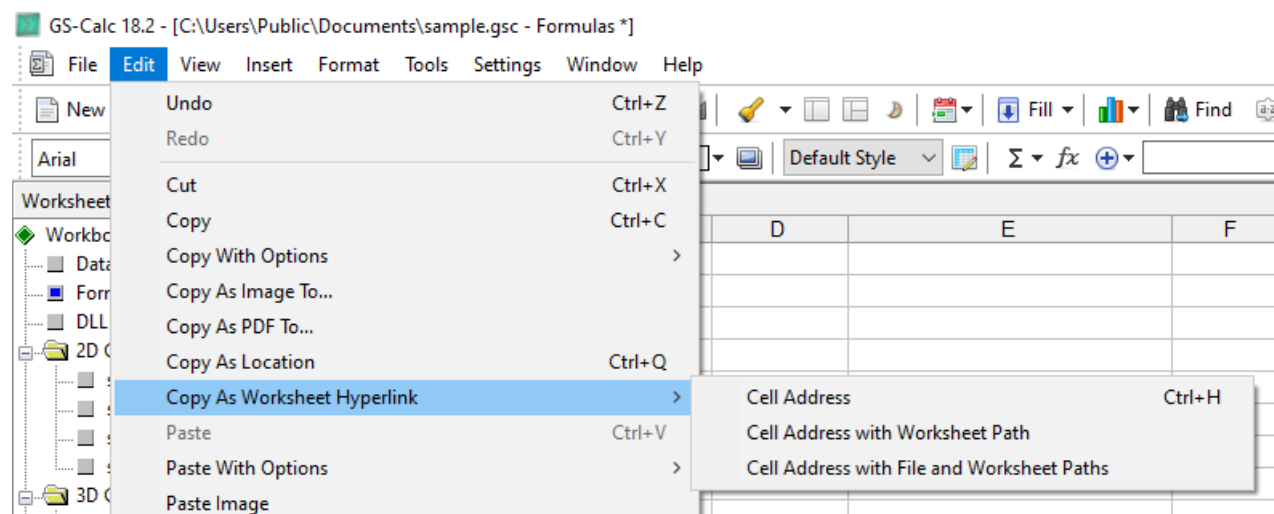 GS-Calc 18.2 - [C:\Users\Public\Documents\sample.gsc - Formulas *]
File Edit View Insert Format Tools Settings Window Help
New Fill Find
Arial Default Style Σ fx
Undo Ctrl+Z
Redo Ctrl+Y
Cut Ctrl+X
Copy Ctrl+C
Copy With Options
Copy As Image To...
Copy As PDF To...
Copy As Location Ctrl+Q
Copy As Worksheet Hyperlink
Paste Ctrl+V
Paste With Options
Paste Image
Cell Address Ctrl+H
Cell Address with Worksheet Path
Cell Address with File and Worksheet Paths
Worksheet
Workbo
Data
Form
DLL
2D
3D
D E F